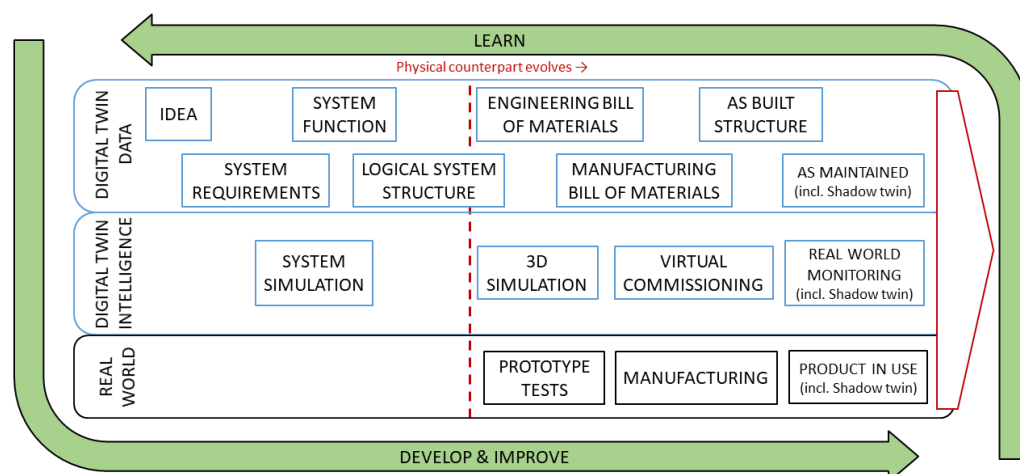 LEARN
Physical counterpart evolves →
DIGITAL TWIN
DATA
IDEA
SYSTEM
FUNCTION
ENGINEERING BILL
OF MATERIALS
AS BUILT
STRUCTURE
SYSTEM
REQUIREMENTS
LOGICAL SYSTEM
STRUCTURE
MANUFACTURING
BILL OF MATERIALS
AS MAINTAINED
(incl. Shadow twin)
DIGITAL TWIN
INTELLIGENCE
SYSTEM
SIMULATION
3D
SIMULATION
VIRTUAL
COMMISSIONING
REAL WORLD
MONITORING
(incl. Shadow twin)
REAL
WORLD
PROTOTYPE
TESTS
MANUFACTURING
PRODUCT IN USE
(incl. Shadow twin)
DEVELOP & IMPROVE